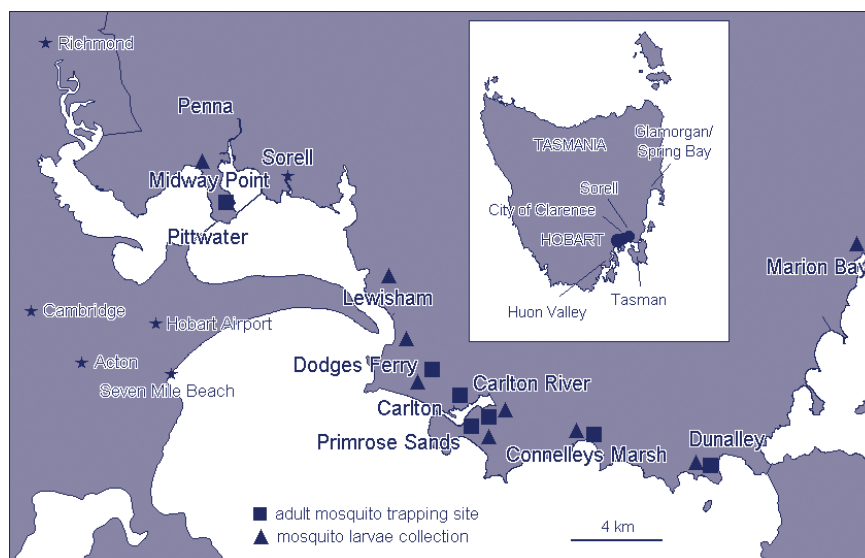 Richmond
Penna
Sorell
Midway Point
Pittwater
Lewisham
Cambridge
Hobart Airport
Acton
Seven Mile Beach
Dodges Ferry
Carlton River
Carlton
Primrose Sands
Connelleys Marsh
Dunalley
Marion Bay
TASMANIA
Glamorgan/
Spring Bay
Sorell
City of Clarence
HOBART
Huon Valley
Tasman
adult mosquito trapping site
mosquito larvae collection
4 km